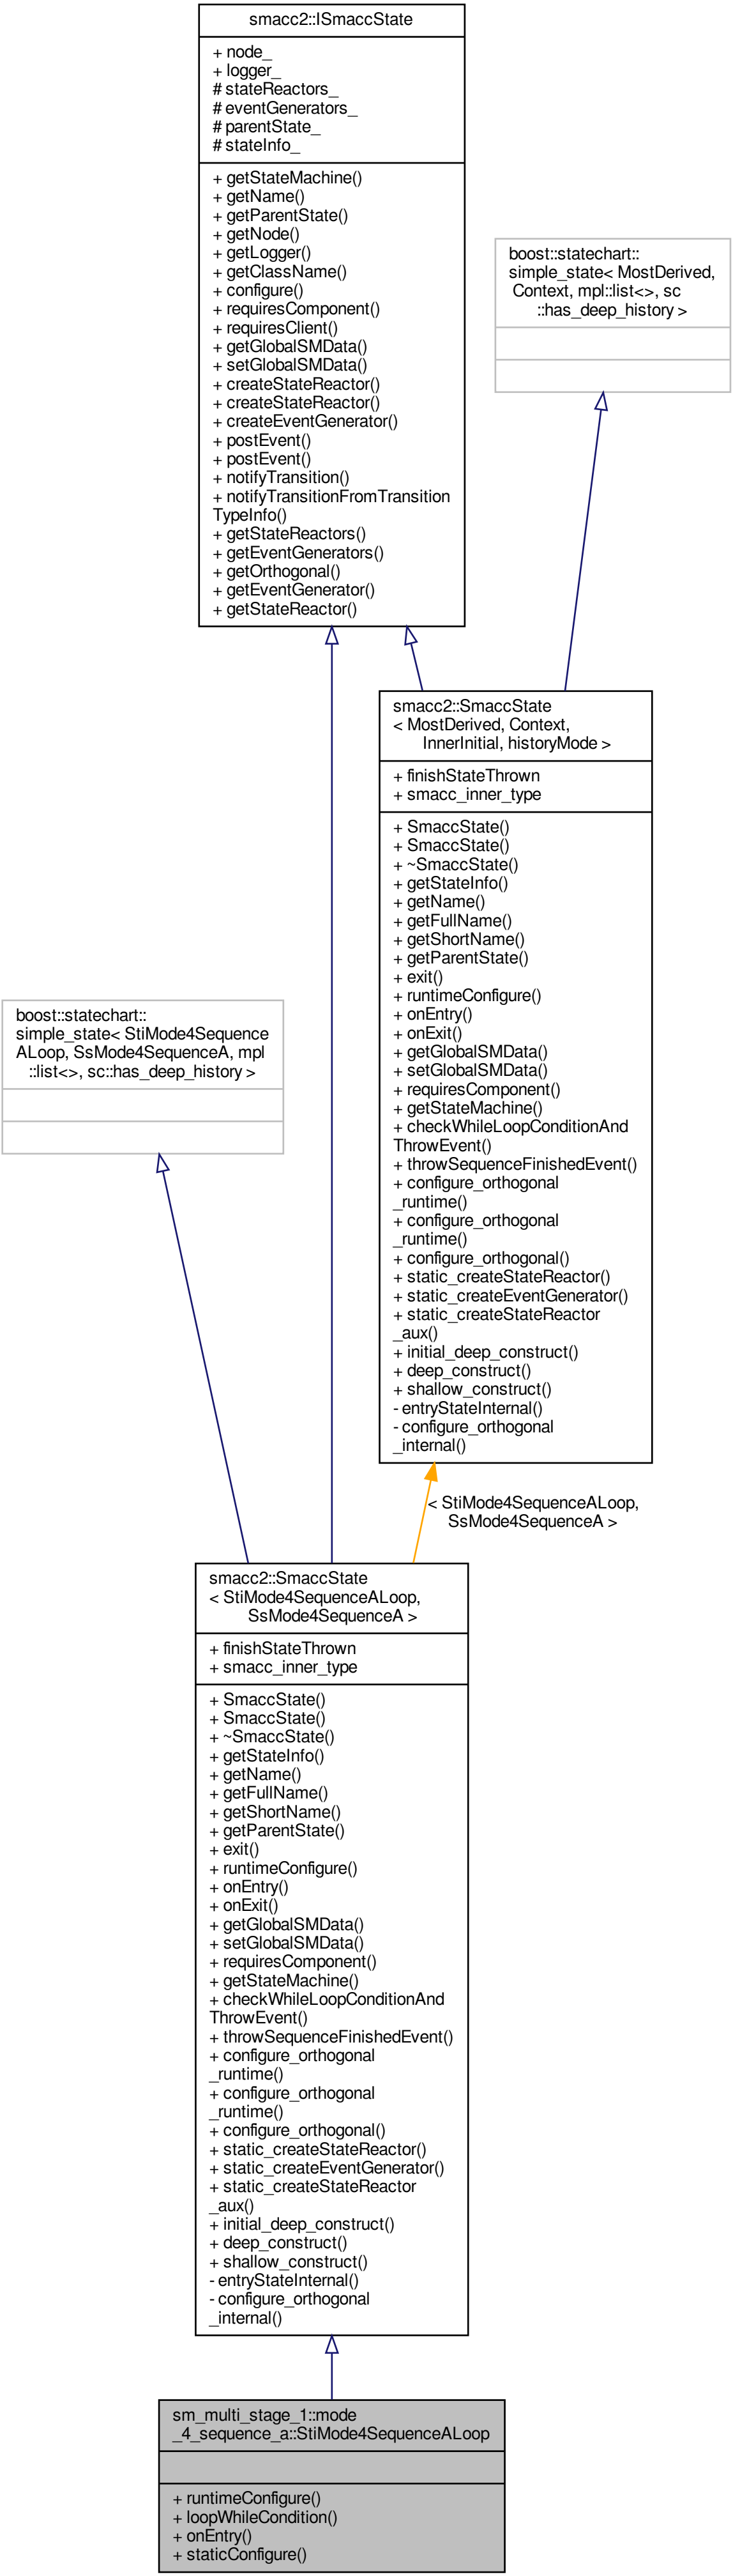 smacc2::ISmaccState
+ node_
+ logger_
# stateReactors_
# eventGenerators_
# parentState_
# stateInfo_
+ getStateMachine()
+ getName()
+ getParentState()
+ getNode()
+ getLogger()
+ getClassName()
+ configure()
+ requiresComponent()
+ requiresClient()
+ getGlobalSMData()
+ setGlobalSMData()
+ createStateReactor()
+ createStateReactor()
+ createEventGenerator()
+ postEvent()
+ postEvent()
+ notifyTransition()
+ notifyTransitionFromTransition
TypeInfo()
+ getStateReactors()
+ getEventGenerators()
+ getOrthogonal()
+ getEventGenerator()
+ getStateReactor()
boost::statechart::
simple_state< MostDerived,
Context, mpl::list<>, sc
::has_deep_history >
smacc2::SmaccState
< MostDerived, Context,
InnerInitial, historyMode >
+ finishStateThrown
+ smacc_inner_type
+ SmaccState()
+ SmaccState()
+ ~SmaccState()
+ getStateInfo()
+ getName()
+ getFullName()
+ getShortName()
+ getParentState()
+ exit()
+ runtimeConfigure()
+ onEntry()
+ onExit()
+ getGlobalSMData()
+ setGlobalSMData()
+ requiresComponent()
+ getStateMachine()
+ checkWhileLoopConditionAnd
ThrowEvent()
+ throwSequenceFinishedEvent()
+ configure_orthogonal
_runtime()
+ configure_orthogonal
_runtime()
+ configure_orthogonal()
+ static_createStateReactor()
+ static_createEventGenerator()
+ static_createStateReactor
_aux()
+ initial_deep_construct()
+ deep_construct()
+ shallow_construct()
- entryStateInternal()
- configure_orthogonal
_internal()
boost::statechart::
simple_state< StiMode4Sequence
ALoop, SsMode4SequenceA, mpl
::list<>, sc::has_deep_history >
< StiMode4SequenceALoop,
SsMode4SequenceA >
smacc2::SmaccState
< StiMode4SequenceALoop,
SsMode4SequenceA >
+ finishStateThrown
+ smacc_inner_type
+ SmaccState()
+ SmaccState()
+ ~SmaccState()
+ getStateInfo()
+ getName()
+ getFullName()
+ getShortName()
+ getParentState()
+ exit()
+ runtimeConfigure()
+ onEntry()
+ onExit()
+ getGlobalSMData()
+ setGlobalSMData()
+ requiresComponent()
+ getStateMachine()
+ checkWhileLoopConditionAnd
ThrowEvent()
+ throwSequenceFinishedEvent()
+ configure_orthogonal
_runtime()
+ configure_orthogonal
_runtime()
+ configure_orthogonal()
+ static_createStateReactor()
+ static_createEventGenerator()
+ static_createStateReactor
_aux()
+ initial_deep_construct()
+ deep_construct()
+ shallow_construct()
- entryStateInternal()
- configure_orthogonal
_internal()
sm_multi_stage_1::mode
_4_sequence_a::StiMode4SequenceALoop
+ runtimeConfigure()
+ loopWhileCondition()
+ onEntry()
+ staticConfigure()